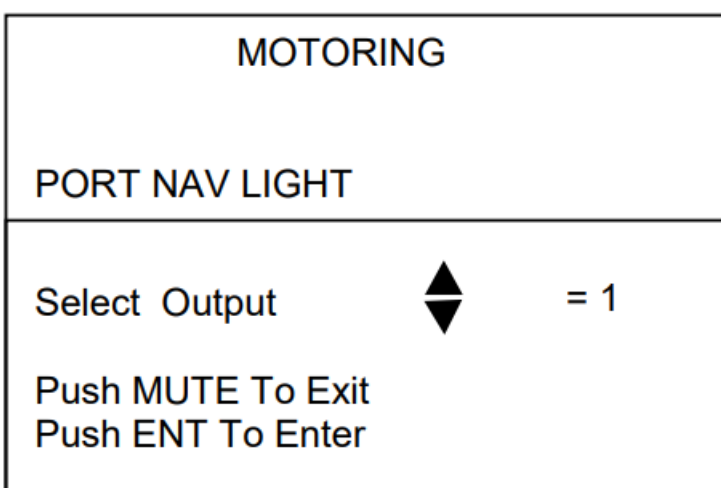 MOTORING
PORT NAV LIGHT
Select Output = 1
Push MUTE To Exit
Push ENT To Enter